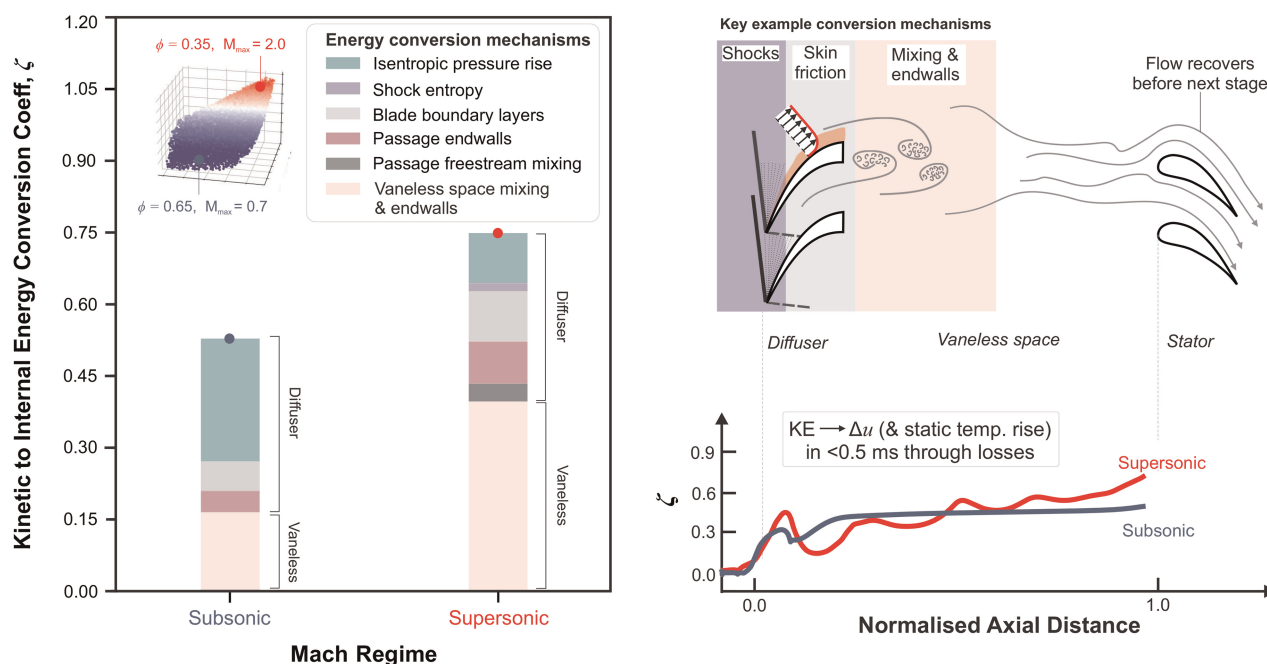 Kinetic to Internal Energy Conversion Coeff, ζ
1.20
1.05
0.90
0.75
0.60
0.45
0.30
0.15
0.00
ϕ = 0.35, Mmax = 2.0
ϕ = 0.65, Mmax = 0.7
Energy conversion mechanisms
Isentropic pressure rise
Shock entropy
Blade boundary layers
Passage endwalls
Passage freestream mixing
Vaneless space mixing
& endwalls
Diffuser
Vaneless
Diffuser
Vaneless
Subsonic
Supersonic
Mach Regime
Key example conversion mechanisms
Shocks
Skin
friction
Mixing &
endwalls
Flow recovers
before next stage
Diffuser
Vaneless space
Stator
KE → Δu (& static temp. rise)
in <0.5 ms through losses
ζ
0.9
0.6
0.3
0.0
Supersonic
Subsonic
0.0
1.0
Normalised Axial Distance